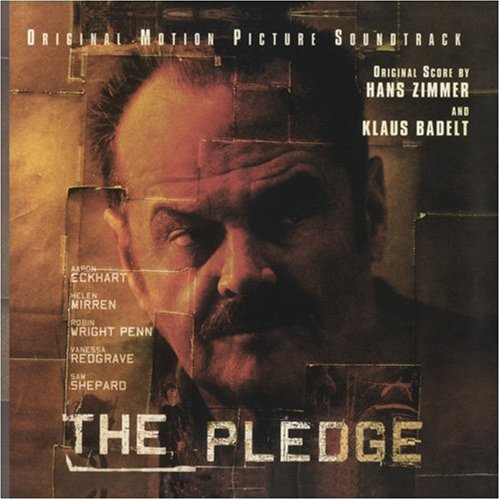 ORIGINAL MOTION PICTURE SOUNDTRACK
ORIGINAL SCORE BY
HANS ZIMMER
AND
KLAUS BADELT
AARON
ECKHART
HELEN
MIRREN
ROBIN
WRIGHT PENN
VANESSA
REDGRAVE
SAM
SHEPARD
THE PLEDGE